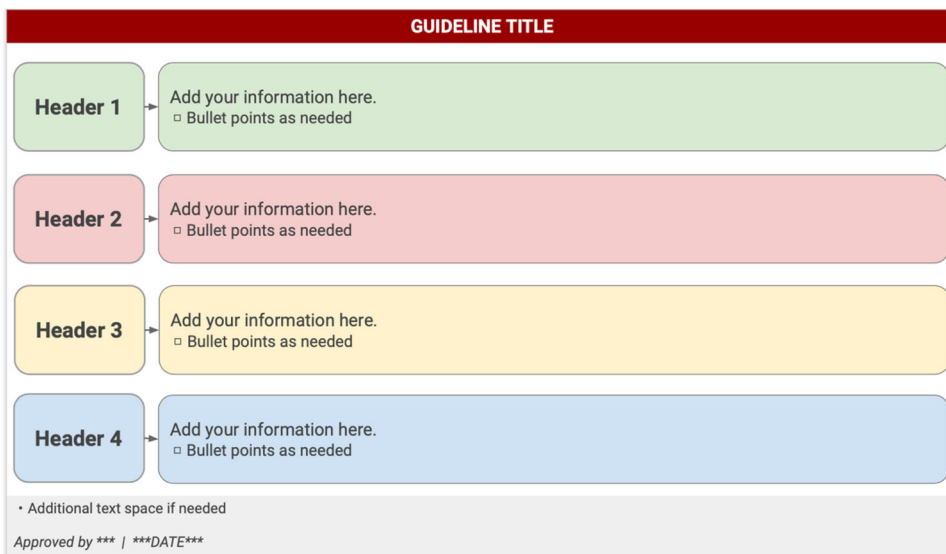 GUIDELINE TITLE
Header 1
Add your information here.
▫ Bullet points as needed
Header 2
Add your information here.
▫ Bullet points as needed
Header 3
Add your information here.
▫ Bullet points as needed
Header 4
Add your information here.
▫ Bullet points as needed
• Additional text space if needed
Approved by *** | ***DATE***